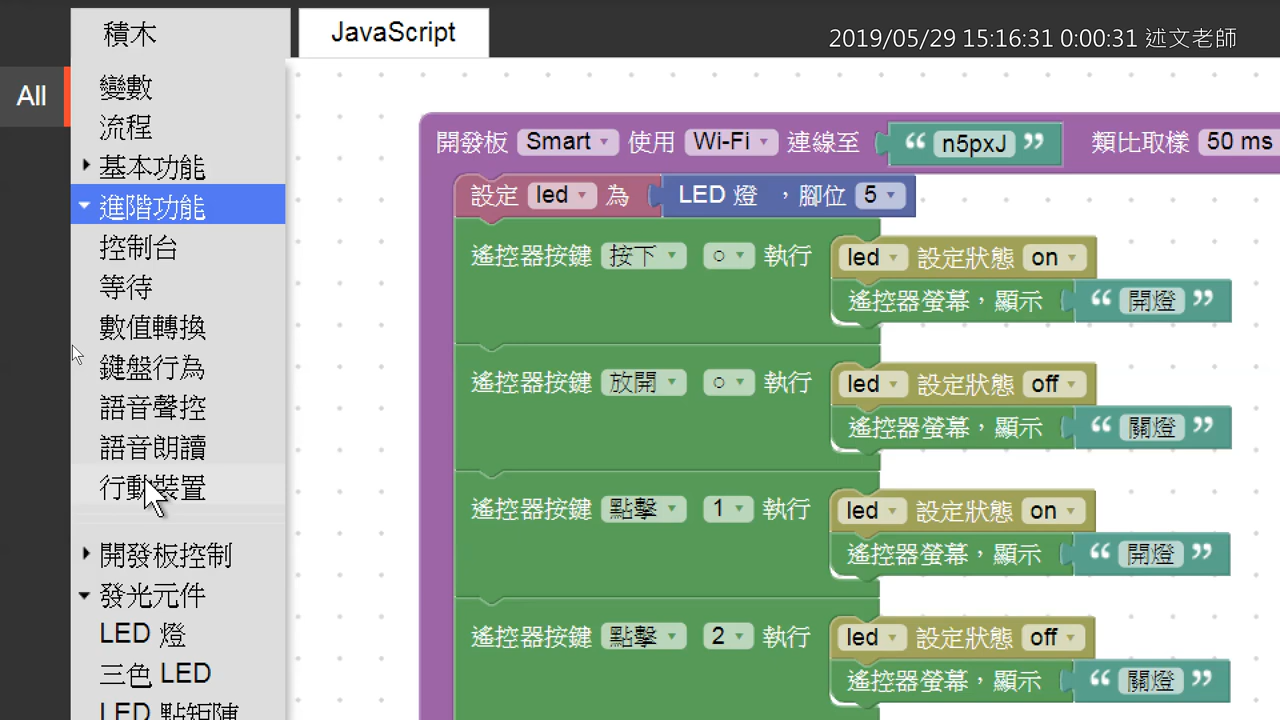 積木
JavaScript
2019/05/29 15:16:31 0:00:31 述文老師
All
變數
流程
基本功能
進階功能
控制台
等待
數值轉換
鍵盤行為
語音聲控
語音朗讀
行動裝置
開發板控制
發光元件
LED 燈
三色 LED
LED 點矩陣
開發板 Smart 使用 Wi-Fi 連線至 “ n5pxJ ” 類比取樣 50 ms
設定 led 為 LED 燈 ，腳位 5
遙控器按鍵 按下 ○ 執行 led 設定狀態 on
遙控器螢幕，顯示 “ 開燈 ”
遙控器按鍵 放開 ○ 執行 led 設定狀態 off
遙控器螢幕，顯示 “ 關燈 ”
遙控器按鍵 點擊 1 執行 led 設定狀態 on
遙控器螢幕，顯示 “ 開燈 ”
遙控器按鍵 點擊 2 執行 led 設定狀態 off
遙控器螢幕，顯示 “ 關燈 ”